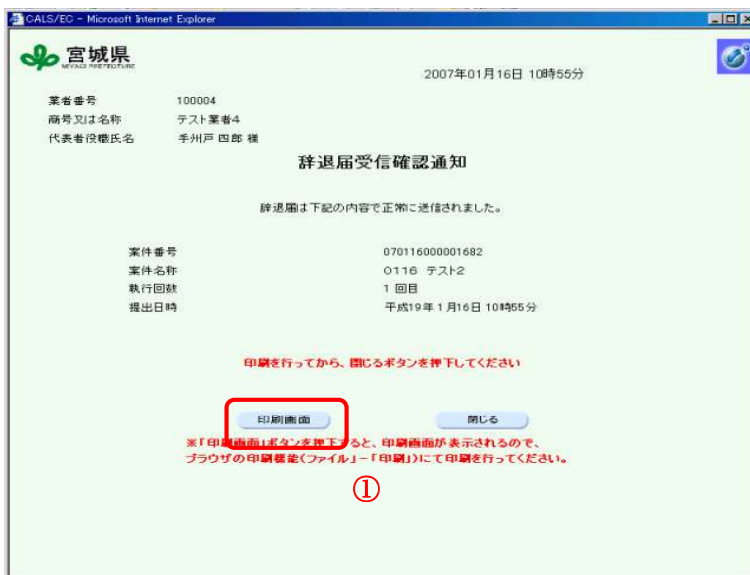 CALS/EC - Microsoft Internet Explorer
宮城県
MIYAGI PREFECTURE
2007年01月16日 10時55分
業者番号 100004
商号又は名称 テスト業者4
代表者役職氏名 手州戸 四郎 様
辞退届受信確認通知
辞退届は下記の内容で正常に送信されました。
案件番号 070116000001682
案件名称 0116 テスト2
執行回数 1 回目
提出日時 平成19年1月16日 10時55分
印刷を行ってから、閉じるボタンを押下してください
印刷画面 閉じる
※「印刷画面」ボタンを押下すると、印刷画面が表示されるので、
ブラウザの印刷機能(ファイル」-「印刷」)にて印刷を行ってください。
①